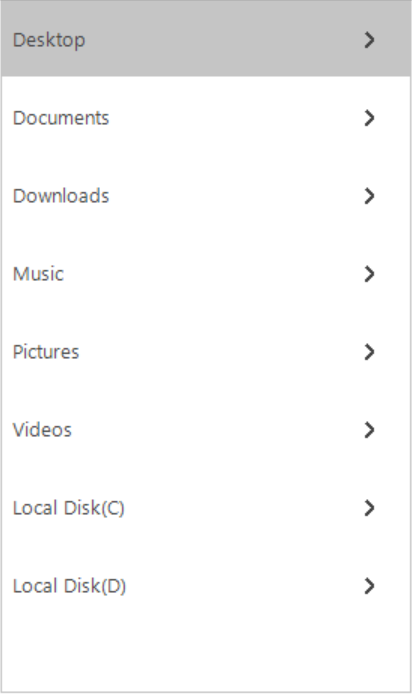 Desktop
Documents
Downloads
Music
Pictures
Videos
Local Disk(C)
Local Disk(D)